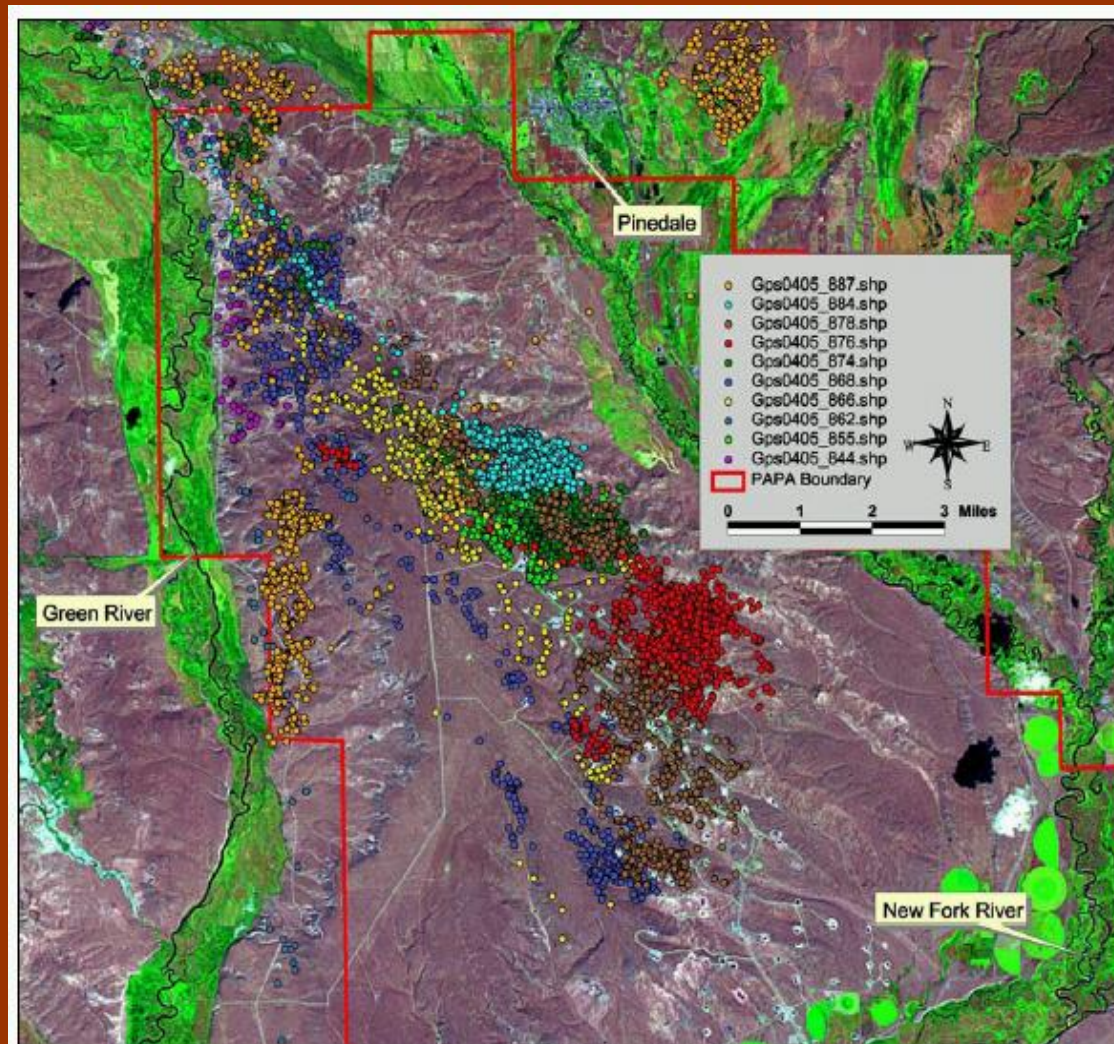 Pinedale
Gps0405_887.shp
Gps0405_884.shp
Gps0405_878.shp
Gps0405_876.shp
Gps0405_874.shp
Gps0405_868.shp
Gps0405_866.shp
Gps0405_862.shp
Gps0405_855.shp
Gps0405_844.shp
PAPA Boundary
N
W E
S
0 1 2 3 Miles
Green River
New Fork River